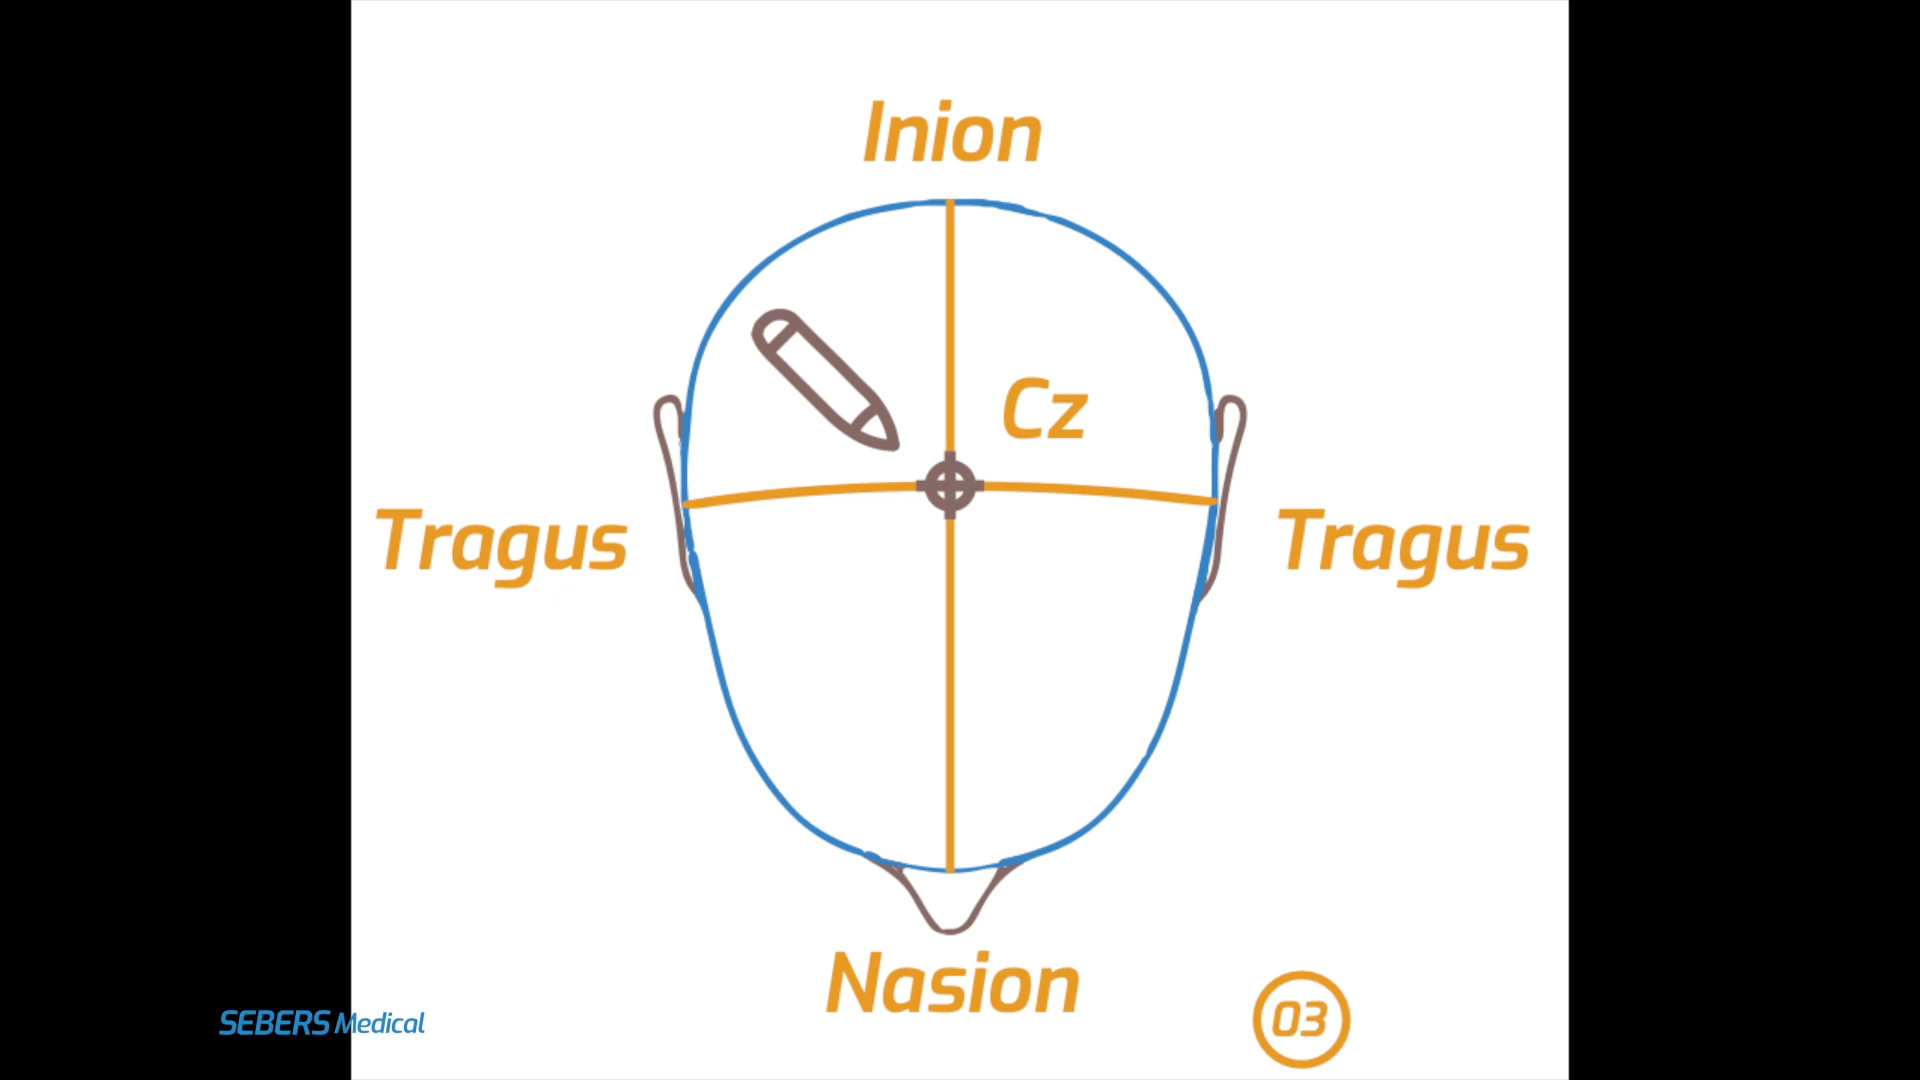 Inion
Cz
Tragus
Tragus
Nasion
03
SEBERS Medical